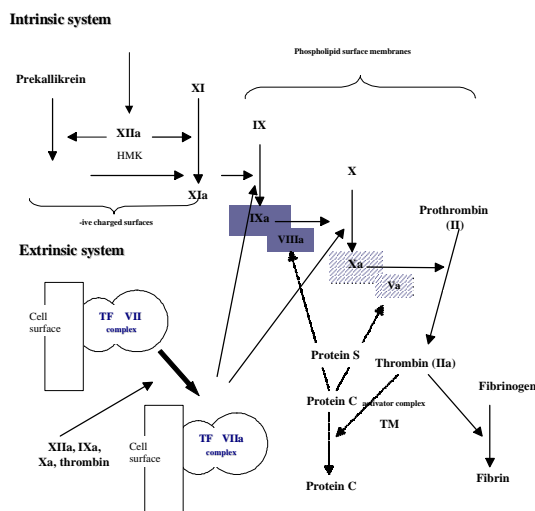 Intrinsic system
Phospholipid surface membranes
Prekallikrein
XI
IX
XIIa
HMK
X
XIa
Prothrombin
(II)
-ive charged surfaces
IXa
VIIIa
Extrinsic system
Xa
Va
Cell
surface
TF VII
complex
Protein S
Thrombin (IIa)
Fibrinogen
Protein C activator complex
TM
XIIa, IXa,
Xa, thrombin
Cell
surface
TF VIIa
complex
Protein C
Fibrin